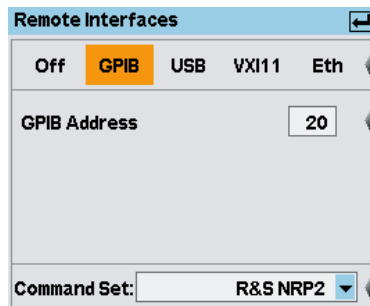 Remote Interfaces
Off GPIB USB VXI11 Eth
GPIB Address 20
Command Set: R&S NRP2